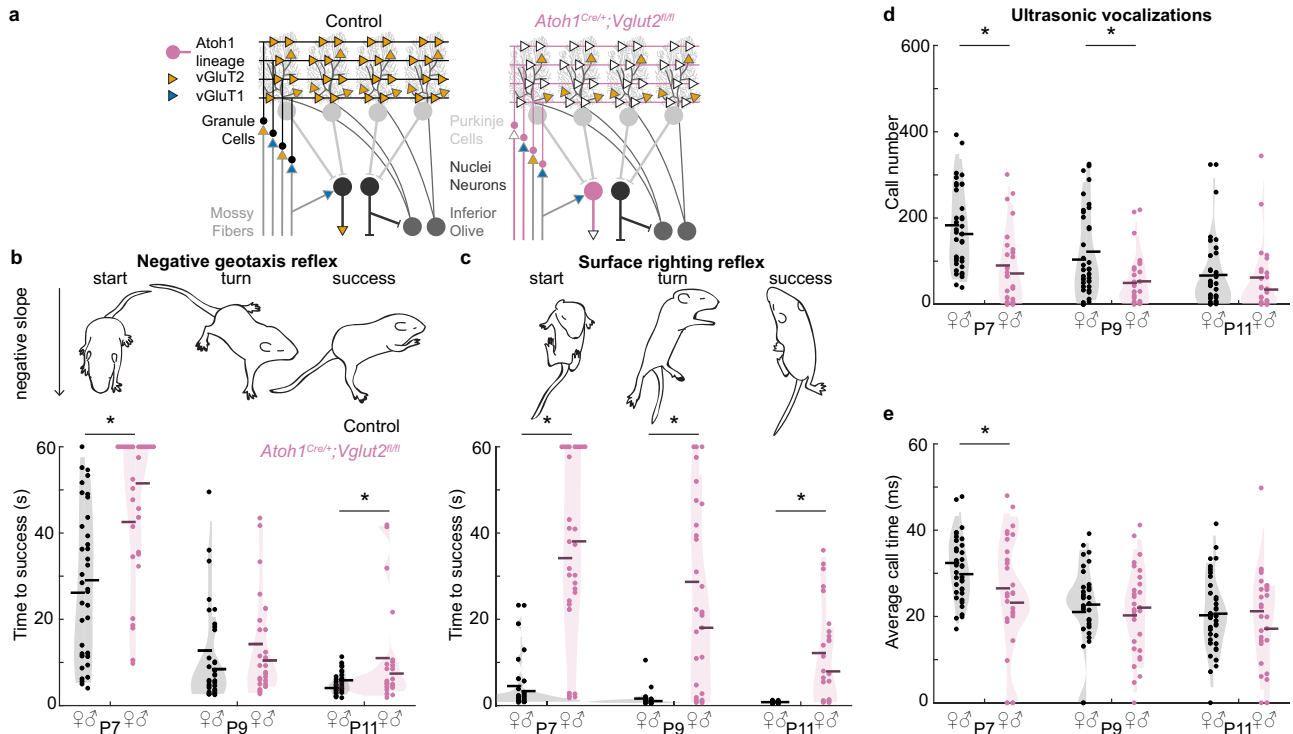 a
Control
Atoh1Cre/+;Vglut2fl/fl
Atoh1
lineage
vGluT2
vGluT1
Granule
Cells
Mossy
Fibers
Purkinje
Cells
Nuclei
Neurons
Inferior
Olive
b
Negative geotaxis reflex
start
turn
success
negative slope
Control
Atoh1Cre/+;Vglut2fl/fl
Time to success (s)
60
40
20
0
*
*
♀♂ ♀♂ ♀♂ ♀♂ ♀♂ ♀♂
P7 P9 P11
c
Surface righting reflex
start
turn
success
Time to success (s)
60
40
20
0
*
*
*
♀♂ ♀♂ ♀♂ ♀♂ ♀♂ ♀♂
P7 P9 P11
d
Ultrasonic vocalizations
Call number
600
400
200
0
*
*
♀♂ ♀♂ ♀♂ ♀♂ ♀♂ ♀♂
P7 P9 P11
e
Average call time (ms)
60
40
20
0
*
♀♂ ♀♂ ♀♂ ♀♂ ♀♂ ♀♂
P7 P9 P11